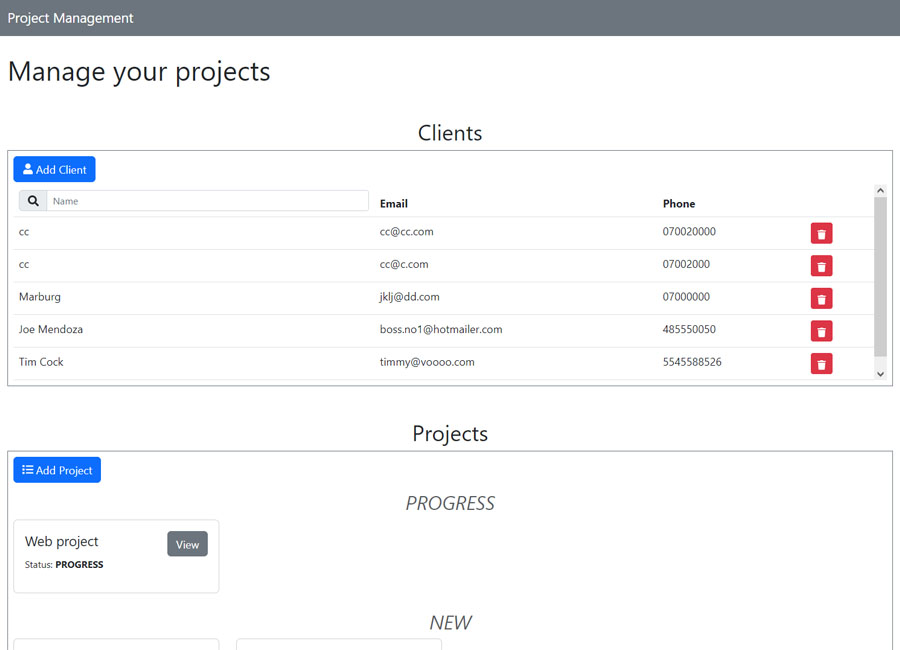 Project Management
Manage your projects
Clients
Add Client
Name Email Phone
cc cc@cc.com 070020000
cc cc@c.com 07002000
Marburg jklj@dd.com 07000000
Joe Mendoza boss.no1@hotmailer.com 485550050
Tim Cock timmy@voooo.com 5545588526
Projects
Add Project
PROGRESS
Web project View
Status: PROGRESS
NEW